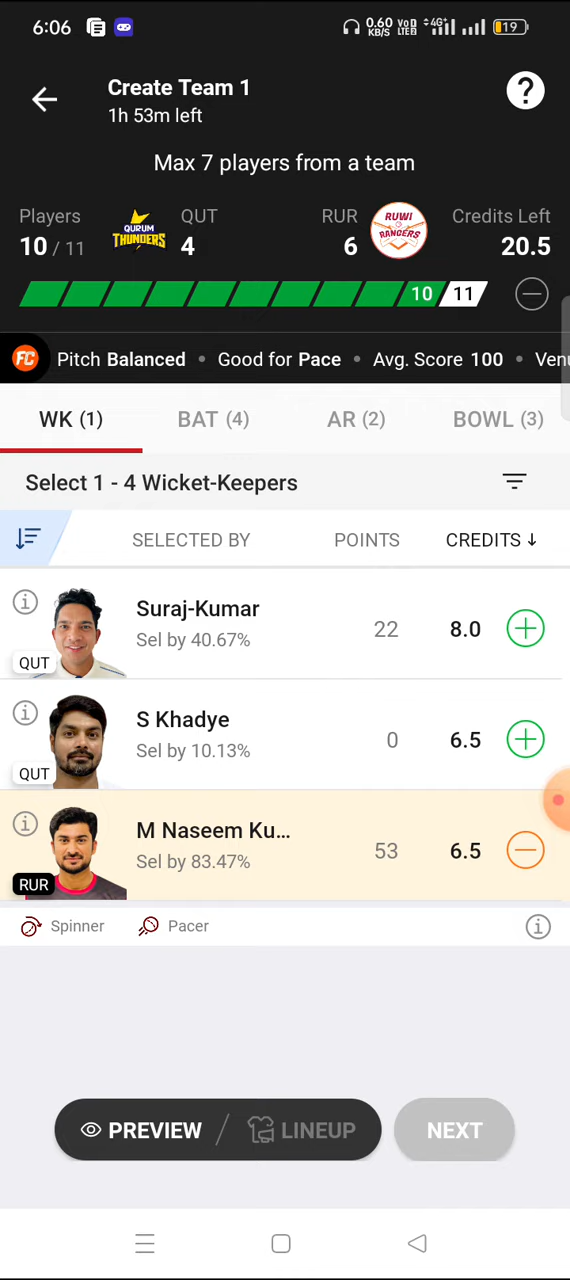 6:06 0.60 KB/S VoD LTE 4G 19
Create Team 1
1h 53m left
?
Max 7 players from a team
Players QUT RUR Credits Left
10 / 11 QURUM THUNDERS 4 6 RUWI RANGERS 20.5
10 11
FC Pitch Balanced • Good for Pace • Avg. Score 100 • Venu
WK (1) BAT (4) AR (2) BOWL (3)
Select 1 - 4 Wicket-Keepers
SELECTED BY POINTS CREDITS ↓
Suraj-Kumar
Sel by 40.67%
22 8.0
QUT
S Khadye
Sel by 10.13%
0 6.5
QUT
M Naseem Ku...
Sel by 83.47%
53 6.5
RUR
Spinner Pacer
PREVIEW / LINEUP NEXT